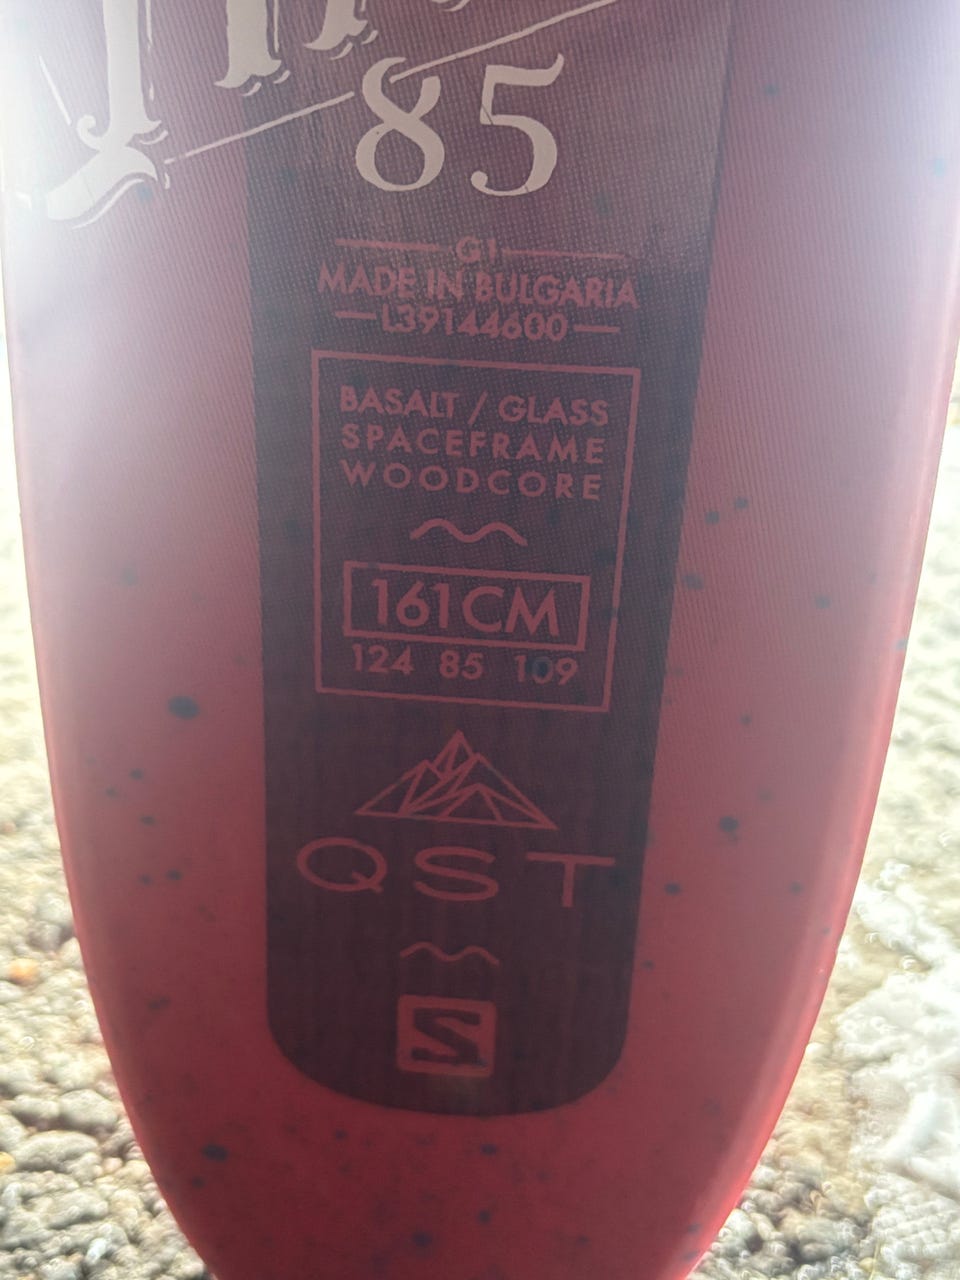 85
G1
MADE IN BULGARIA
L39144600
BASALT / GLASS
SPACEFRAME
WOODCORE
161CM
124 85 109
QST
S